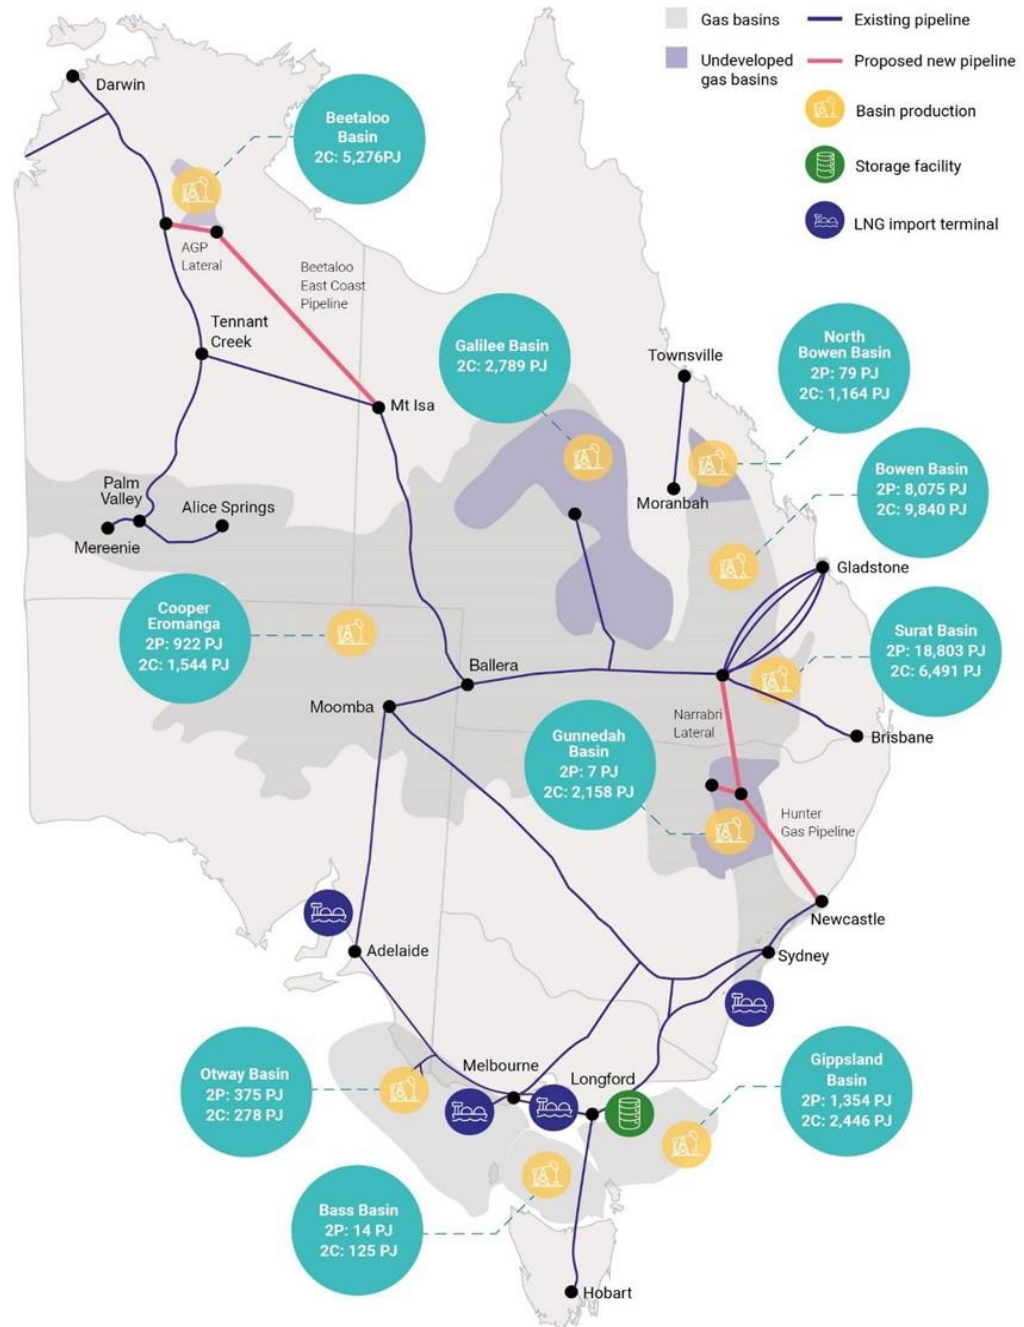 Gas basins
Existing pipeline
Undeveloped
gas basins
Proposed new pipeline
Basin production
Storage facility
LNG import terminal
Darwin
Beetaloo
Basin
2C: 5,276PJ
AGP
Lateral
Beetaloo
East Coast
Pipeline
Tennant
Creek
Mt Isa
Galilee Basin
2C: 2,789 PJ
Townsville
North
Bowen Basin
2P: 79 PJ
2C: 1,164 PJ
Moranbah
Bowen Basin
2P: 8,075 PJ
2C: 9,840 PJ
Palm
Valley
Alice Springs
Mereenie
Gladstone
Cooper
Eromanga
2P: 922 PJ
2C: 1,544 PJ
Surat Basin
2P: 18,803 PJ
2C: 6,491 PJ
Ballera
Moomba
Narrabri
Lateral
Brisbane
Gunnedah
Basin
2P: 7 PJ
2C: 2,158 PJ
Hunter
Gas Pipeline
Newcastle
Adelaide
Sydney
Otway Basin
2P: 375 PJ
2C: 278 PJ
Melbourne
Longford
Gippsland
Basin
2P: 1,354 PJ
2C: 2,446 PJ
Bass Basin
2P: 14 PJ
2C: 125 PJ
Hobart